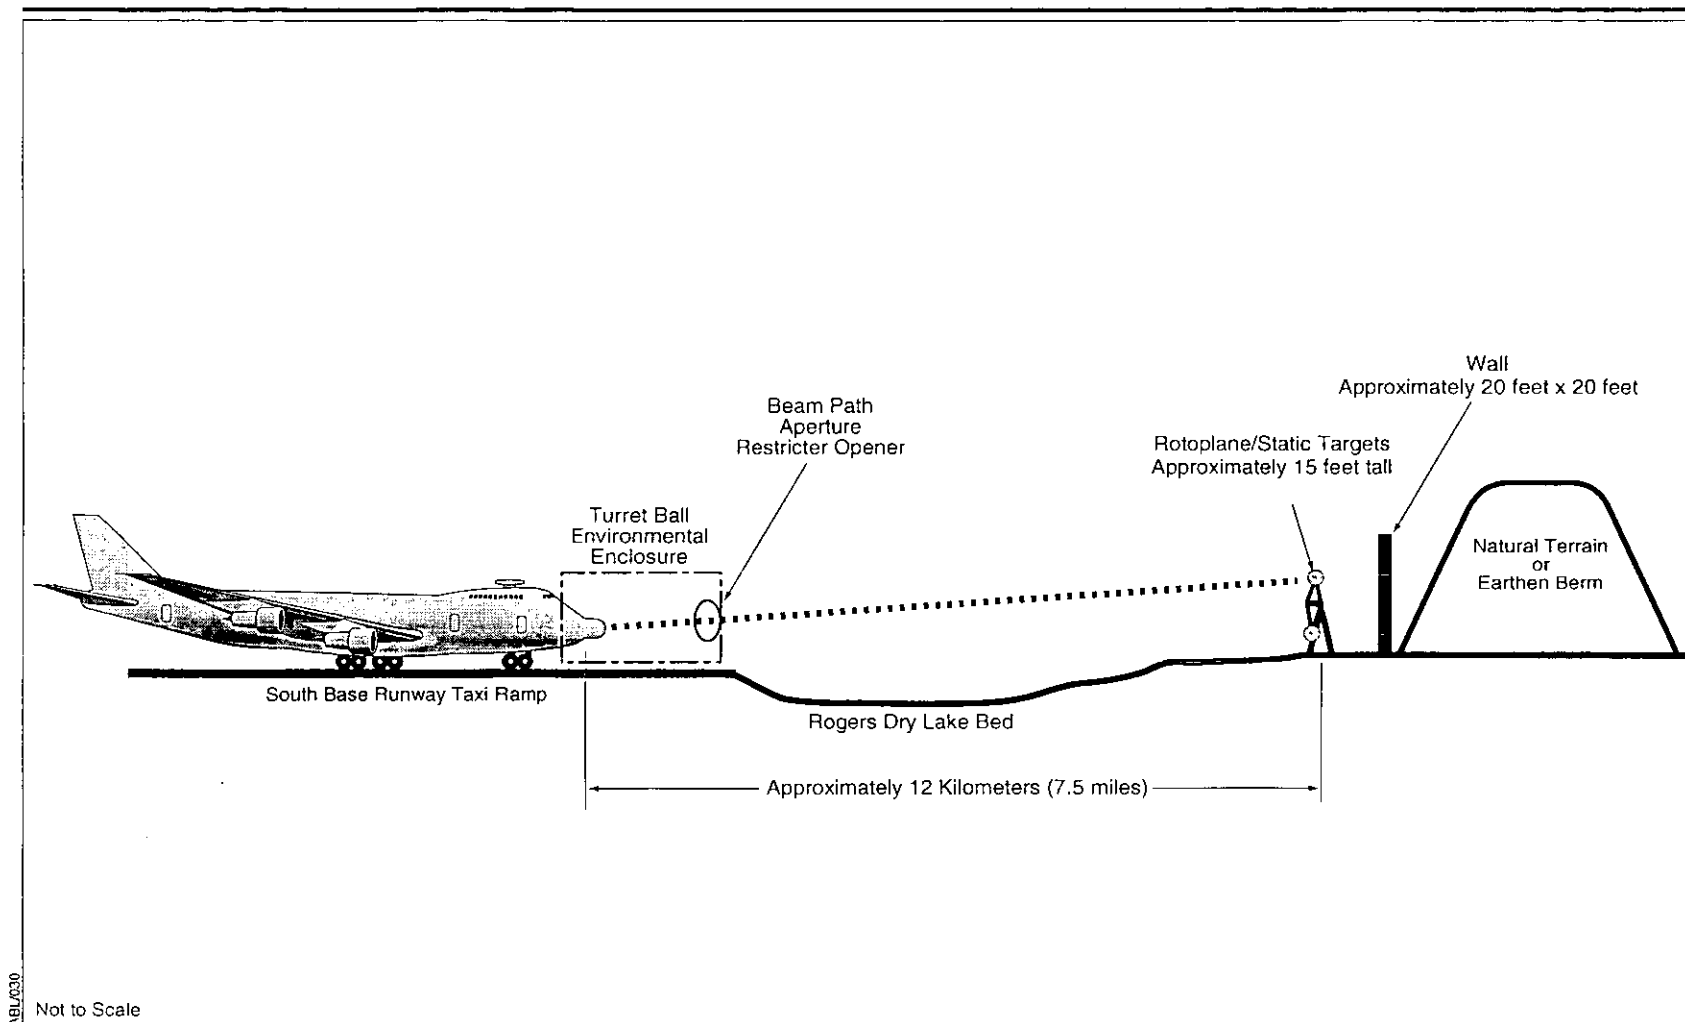 Wall
Approximately 20 feet x 20 feet
Beam Path
Aperture
Restricter Opener
Rotoplane/Static Targets
Approximately 15 feet tall
Turret Ball
Environmental
Enclosure
Natural Terrain
or
Earthen Berm
South Base Runway Taxi Ramp
Rogers Dry Lake Bed
Approximately 12 Kilometers (7.5 miles)
ABL/030
Not to Scale